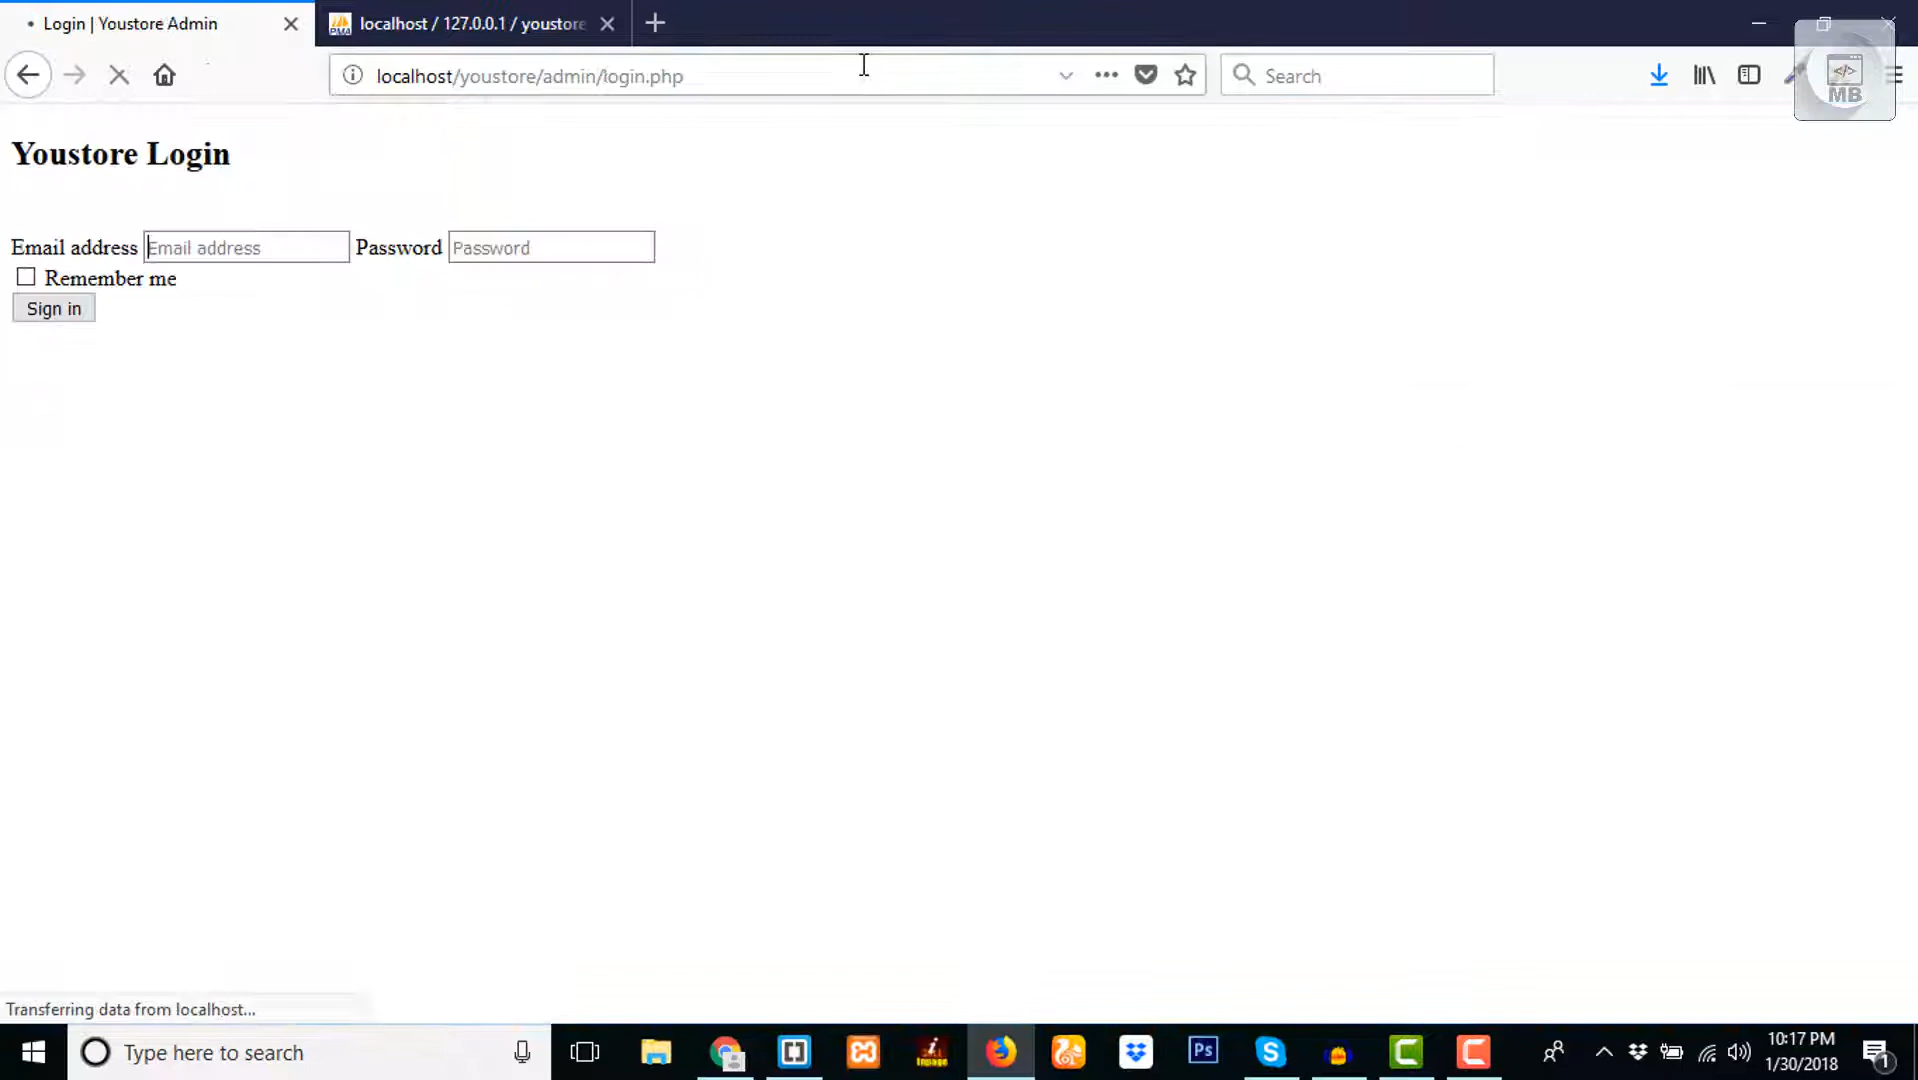 Login | Youstore Admin
localhost / 127.0.0.1 / youstore
localhost/youstore/admin/login.php
Search
</>
MB
Youstore Login
Email address Email address Password Password
Remember me
Sign in
Transferring data from localhost...
Type here to search
Ps
10:17 PM
1/30/2018
1